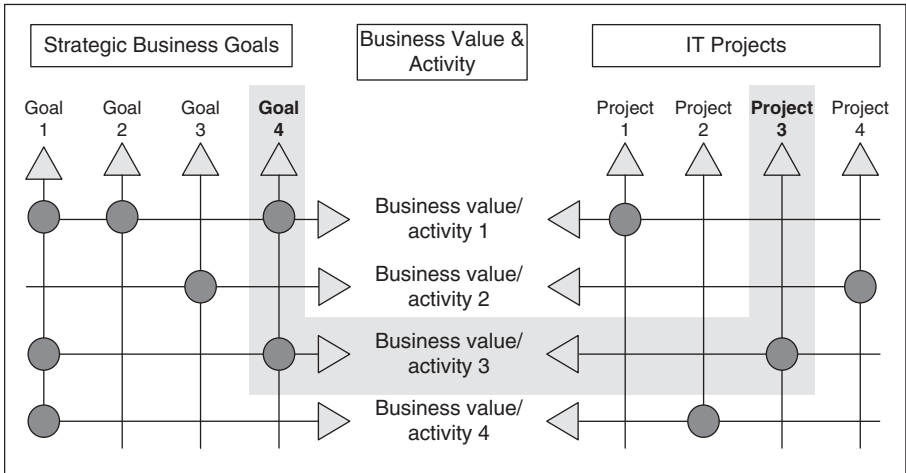 Strategic Business Goals
Business Value &
Activity
IT Projects
Goal
1
Goal
2
Goal
3
Goal
4
Project
1
Project
2
Project
3
Project
4
Business value/
activity 1
Business value/
activity 2
Business value/
activity 3
Business value/
activity 4